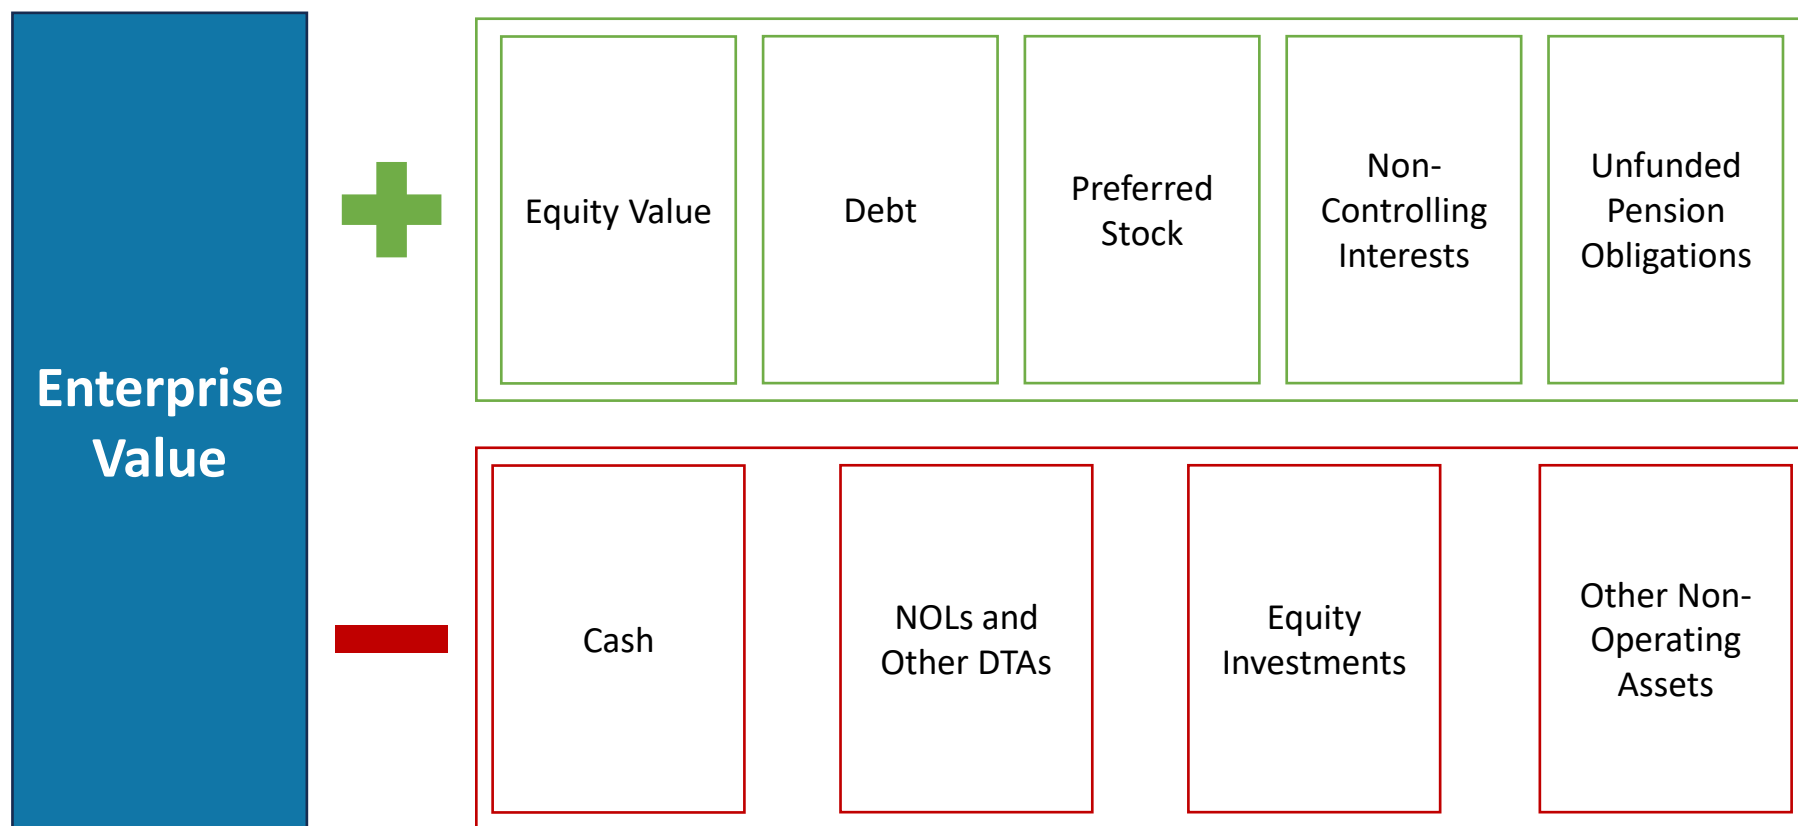 Enterprise
Value
Equity Value
Debt
Preferred
Stock
Non-
Controlling
Interests
Unfunded
Pension
Obligations
Cash
NOLs and
Other DTAs
Equity
Investments
Other Non-
Operating
Assets